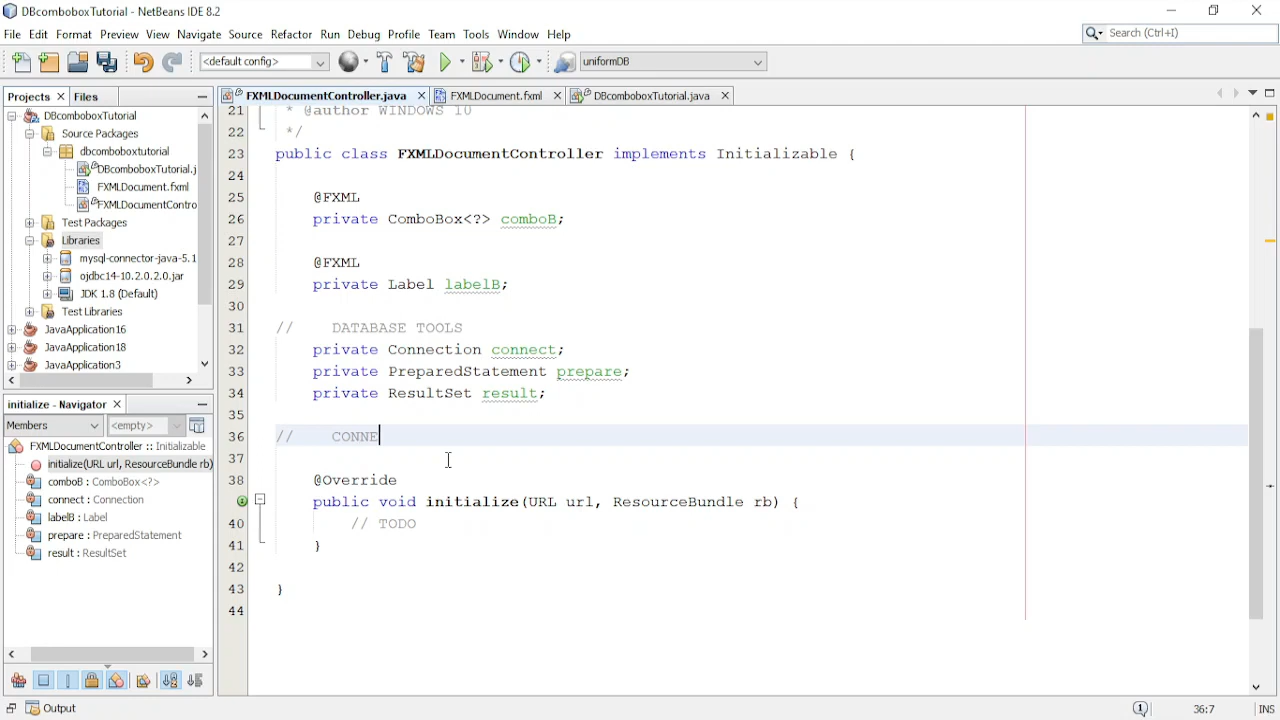 DBcomboboxTutorial - NetBeans IDE 8.2
File Edit Format Preview View Navigate Source Refactor Run Debug Profile Team Tools Window Help
Search (Ctrl+I)
<default config>
uniformDB
Projects
Files
FXMLDocumentController.java
FXMLDocument.fxml
DBcomboboxTutorial.java
DBcomboboxTutorial
Source Packages
dbcomboboxtutorial
DBcomboboxTutorial.j
FXMLDocument.fxml
FXMLDocumentContro
Test Packages
Libraries
mysql-connector-java-5.1
ojdbc14-10.2.0.2.0.jar
JDK 1.8 (Default)
Test Libraries
JavaApplication16
JavaApplication18
JavaApplication3
initialize - Navigator
Members
<empty>
FXMLDocumentController :: Initializable
initialize(URL url, ResourceBundle rb)
comboB : ComboBox<?>
connect : Connection
labelB : Label
prepare : PreparedStatement
result : ResultSet
21 * @author WINDOWS 10
22 */
23 public class FXMLDocumentController implements Initializable {
24
25 @FXML
26 private ComboBox<?> comboB;
27
28 @FXML
29 private Label labelB;
30
31 // DATABASE TOOLS
32 private Connection connect;
33 private PreparedStatement prepare;
34 private ResultSet result;
35
36 // CONNE
37
38 @Override
public void initialize(URL url, ResourceBundle rb) {
40 // TODO
41 }
42
43 }
44
Output
1
36:7
INS